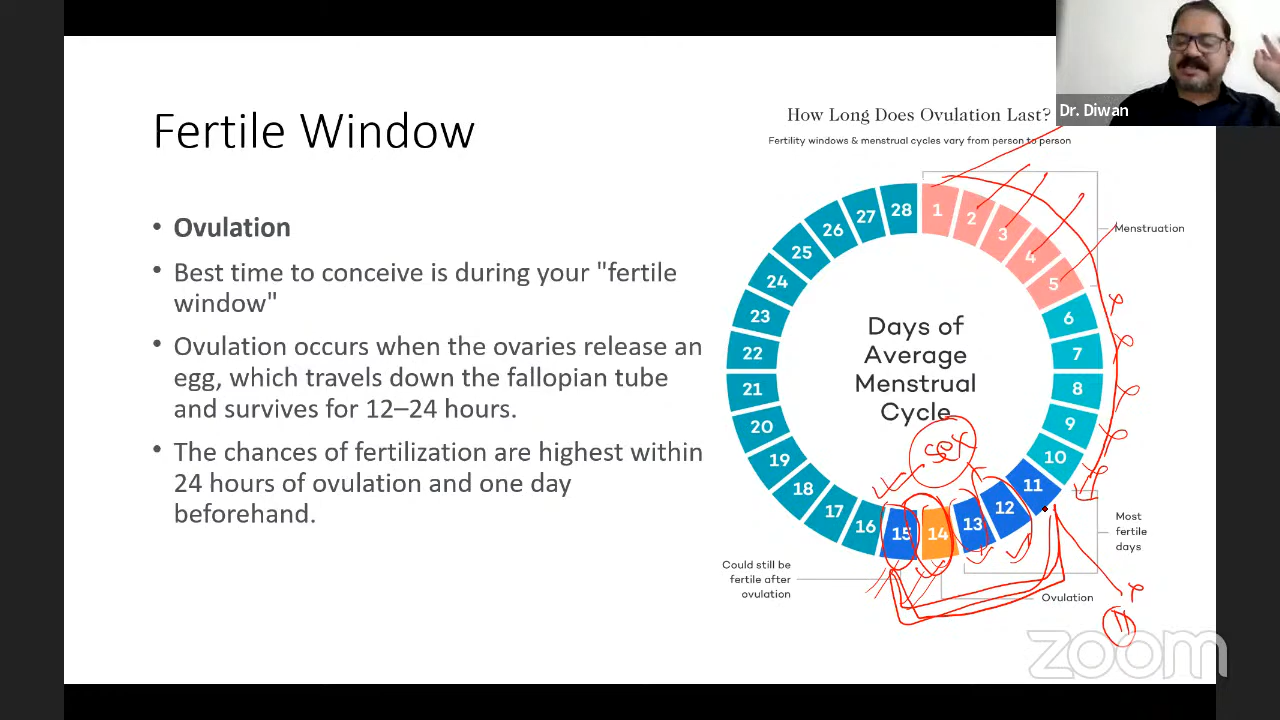 Dr. Diwan
Fertile Window
• Ovulation
• Best time to conceive is during your "fertile
window"
• Ovulation occurs when the ovaries release an
egg, which travels down the fallopian tube
and survives for 12–24 hours.
• The chances of fertilization are highest within
24 hours of ovulation and one day
beforehand.
How Long Does Ovulation Last?
Fertility windows & menstrual cycles vary from person to person
1
2
3
4
5
6
7
8
9
10
11
12
13
14
15
16
17
18
19
20
21
22
23
24
25
26
27
28
Menstruation
Days of
Average
Menstrual
Cycle
sex
Most
fertile
days
Could still be
fertile after
ovulation
Ovulation
11
zoom